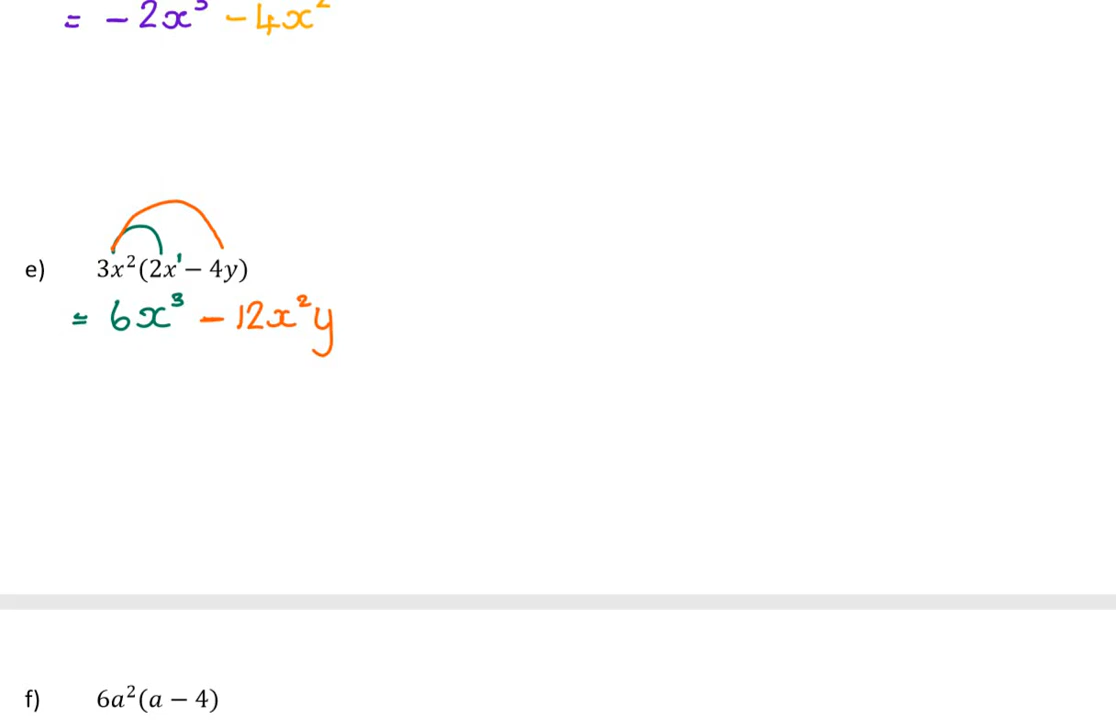 = - 2x³ - 4x²
e) 3x²(2x¹ − 4y)
= 6x³ - 12x²y
f) 6a²(a − 4)